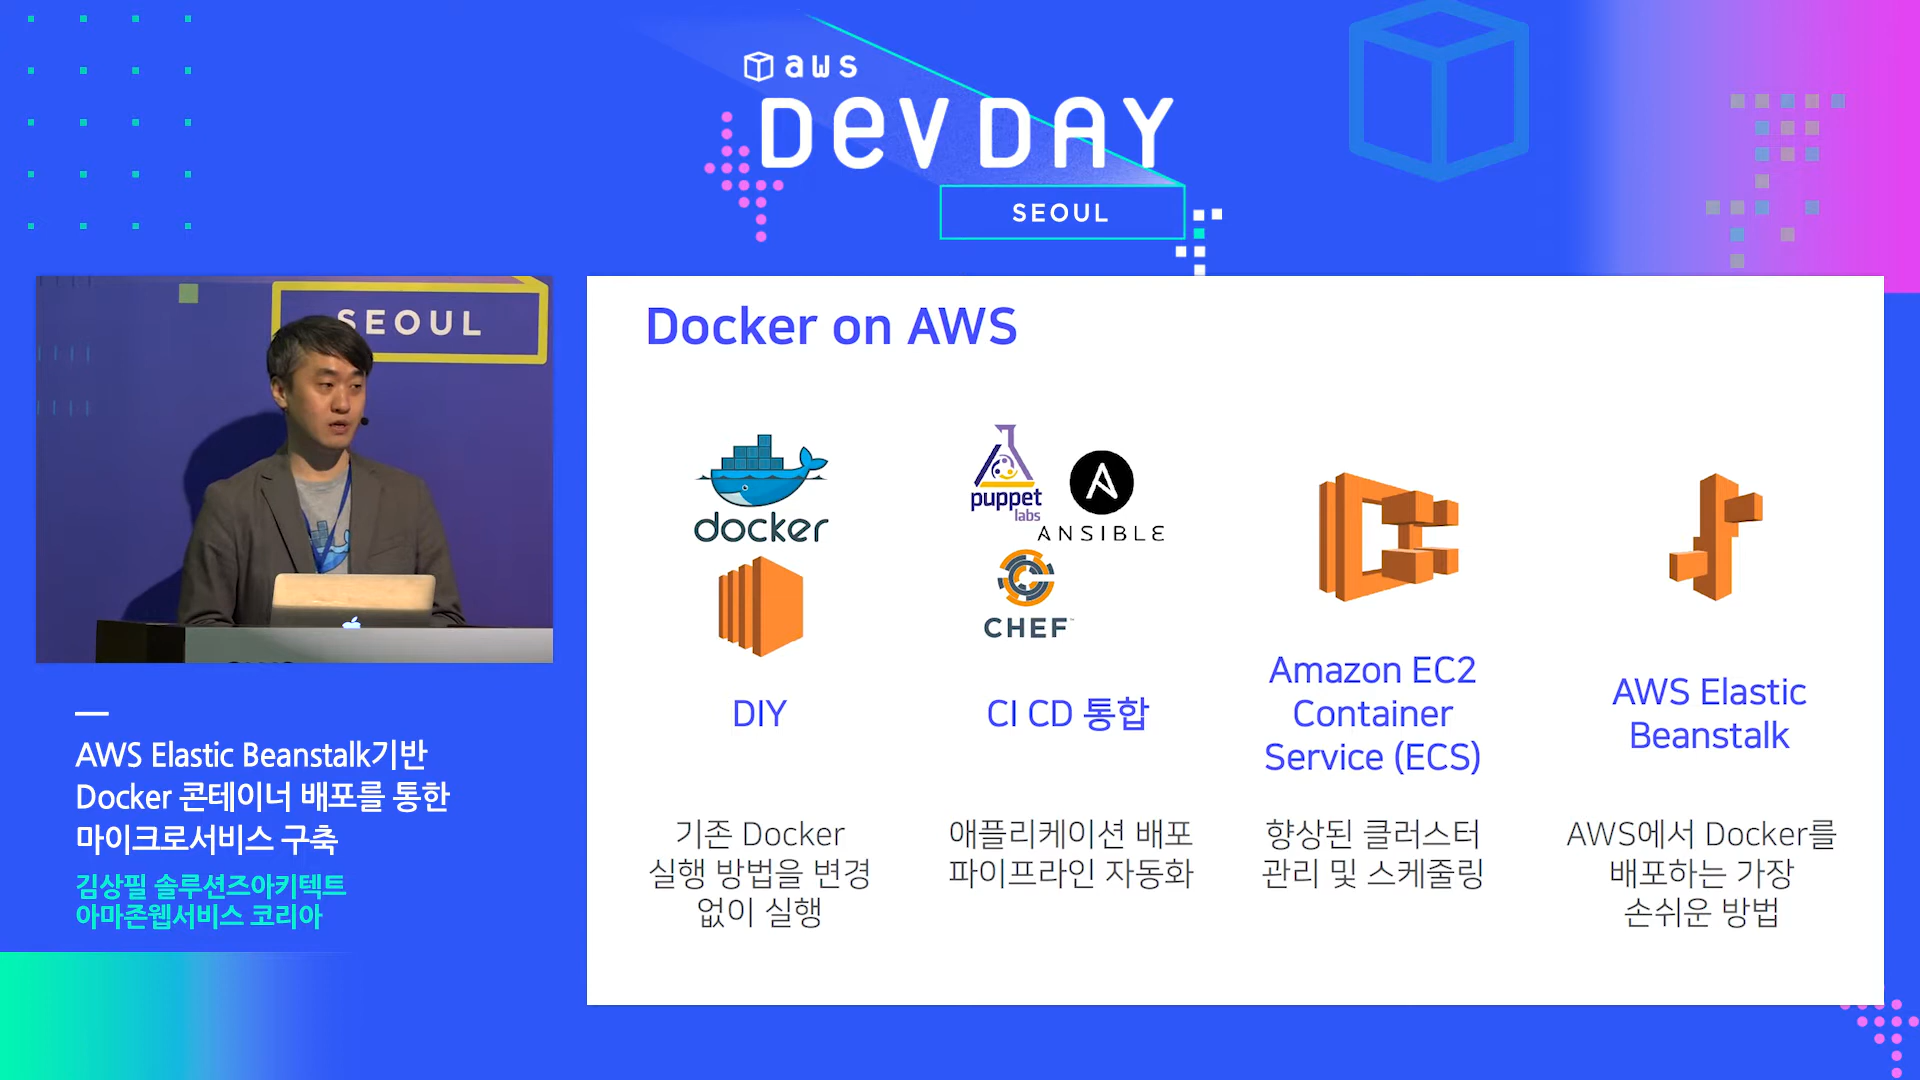 aws
DEV DAY
SEOUL
SEOUL
AWS Elastic Beanstalk기반
Docker 콘테이너 배포를 통한
마이크로서비스 구축
김상필 솔루션즈아키텍트
아마존웹서비스 코리아
Docker on AWS
docker
DIY
기존 Docker
실행 방법을 변경
없이 실행
puppet
labs
ANSIBLE
CHEF™
CI CD 통합
애플리케이션 배포
파이프라인 자동화
Amazon EC2
Container
Service (ECS)
향상된 클러스터
관리 및 스케줄링
AWS Elastic
Beanstalk
AWS에서 Docker를
배포하는 가장
손쉬운 방법